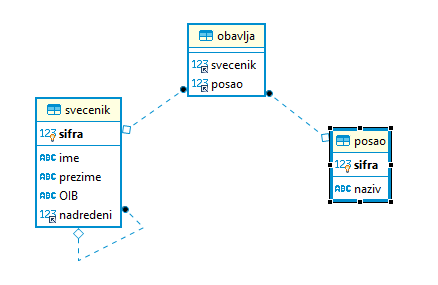 obavlja
123 svecenik
123 posao
svecenik
123 sifra
ABC ime
ABC prezime
ABC OIB
123 nadredeni
posao
123 sifra
ABC naziv